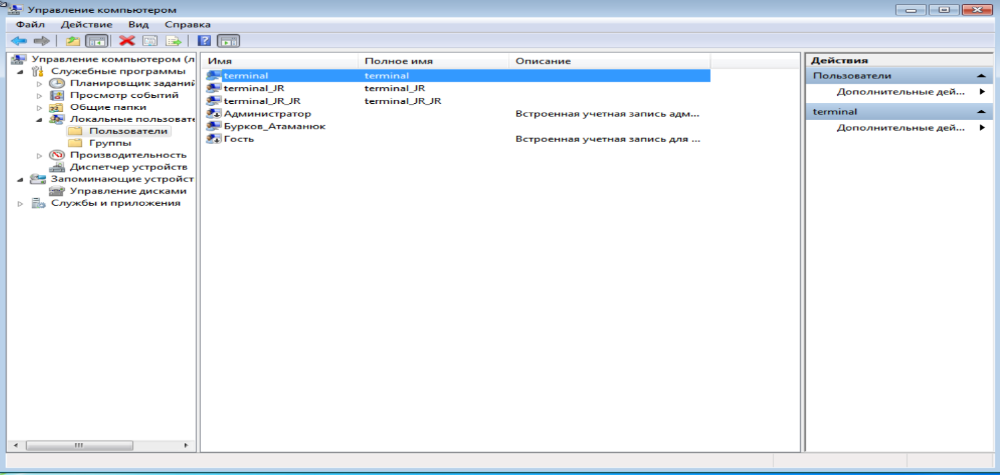 Управление компьютером
Файл Действие Вид Справка
Управление компьютером (л
Служебные программы
Планировщик заданий
Просмотр событий
Общие папки
Локальные пользовате
Пользователи
Группы
Производительность
Диспетчер устройств
Запоминающие устройст
Управление дисками
Службы и приложения
Имя Полное имя Описание
terminal terminal
terminal_JR terminal_JR
terminal_JR_JR terminal_JR_JR
Администратор Встроенная учетная запись адм...
Бурков_Атаманюк
Гость Встроенная учетная запись для ...
Действия
Пользователи
Дополнительные дей...
terminal
Дополнительные дей...